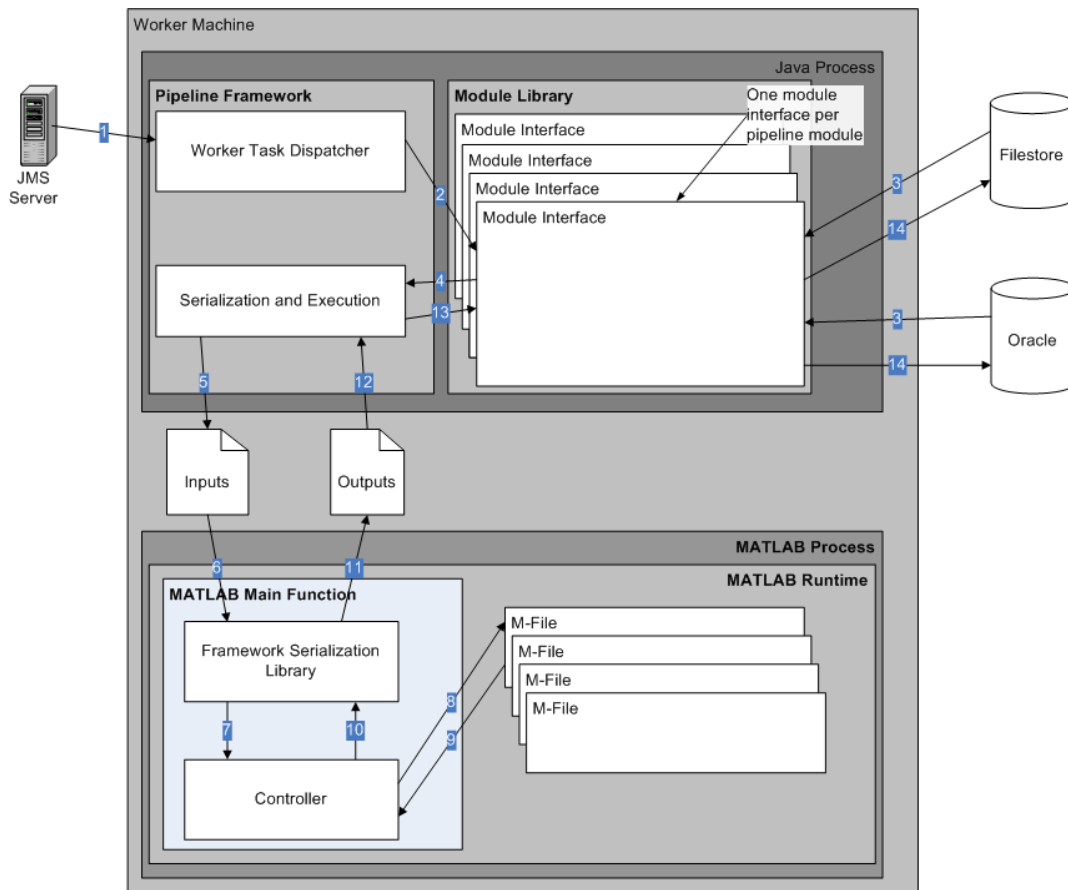 Worker Machine
Java Process
Pipeline Framework
Module Library
One module
interface per
pipeline module
Worker Task Dispatcher
Module Interface
Module Interface
Module Interface
Module Interface
JMS
Server
1
2
Filestore
3
14
Serialization and Execution
4
13
Oracle
3
14
5
12
Inputs
Outputs
6
11
MATLAB Process
MATLAB Runtime
MATLAB Main Function
Framework Serialization
Library
M-File
M-File
M-File
M-File
7
10
8
9
Controller